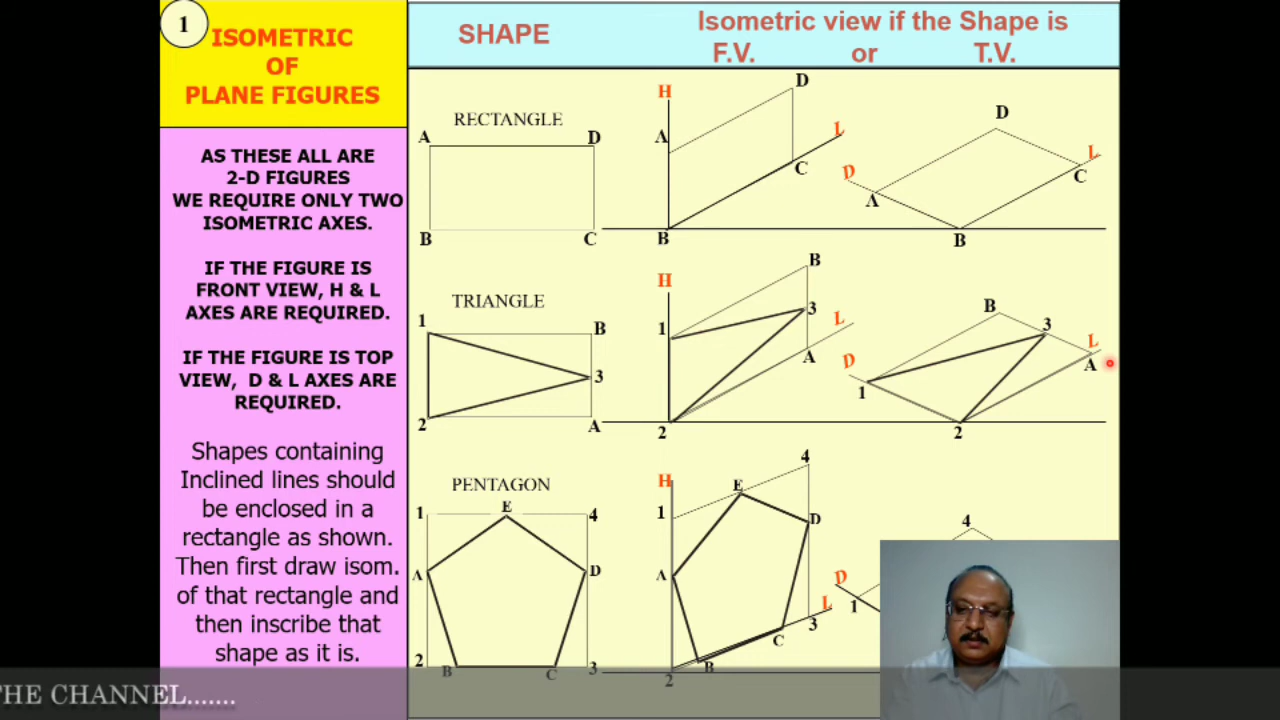 1
ISOMETRIC
OF
PLANE FIGURES
AS THESE ALL ARE
2-D FIGURES
WE REQUIRE ONLY TWO
ISOMETRIC AXES.
IF THE FIGURE IS
FRONT VIEW, H & L
AXES ARE REQUIRED.
IF THE FIGURE IS TOP
VIEW, D & L AXES ARE
REQUIRED.
Shapes containing
Inclined lines should
be enclosed in a
rectangle as shown.
Then first draw isom.
of that rectangle and
then inscribe that
shape as it is.
SHAPE
Isometric view if the Shape is
F.V. or T.V.
RECTANGLE
A D
B C
H
A
D
L
C
B
D
D
L
A
C
B
TRIANGLE
1 B
3
2 A
H
B
1
3
L
A
2
B
3
D
L
A
1
2
PENTAGON
E
1 4
A D
2 B C 3
H
4
E
1
D
A
L
3
C
B
2
4
D
1
THE CHANNEL.......